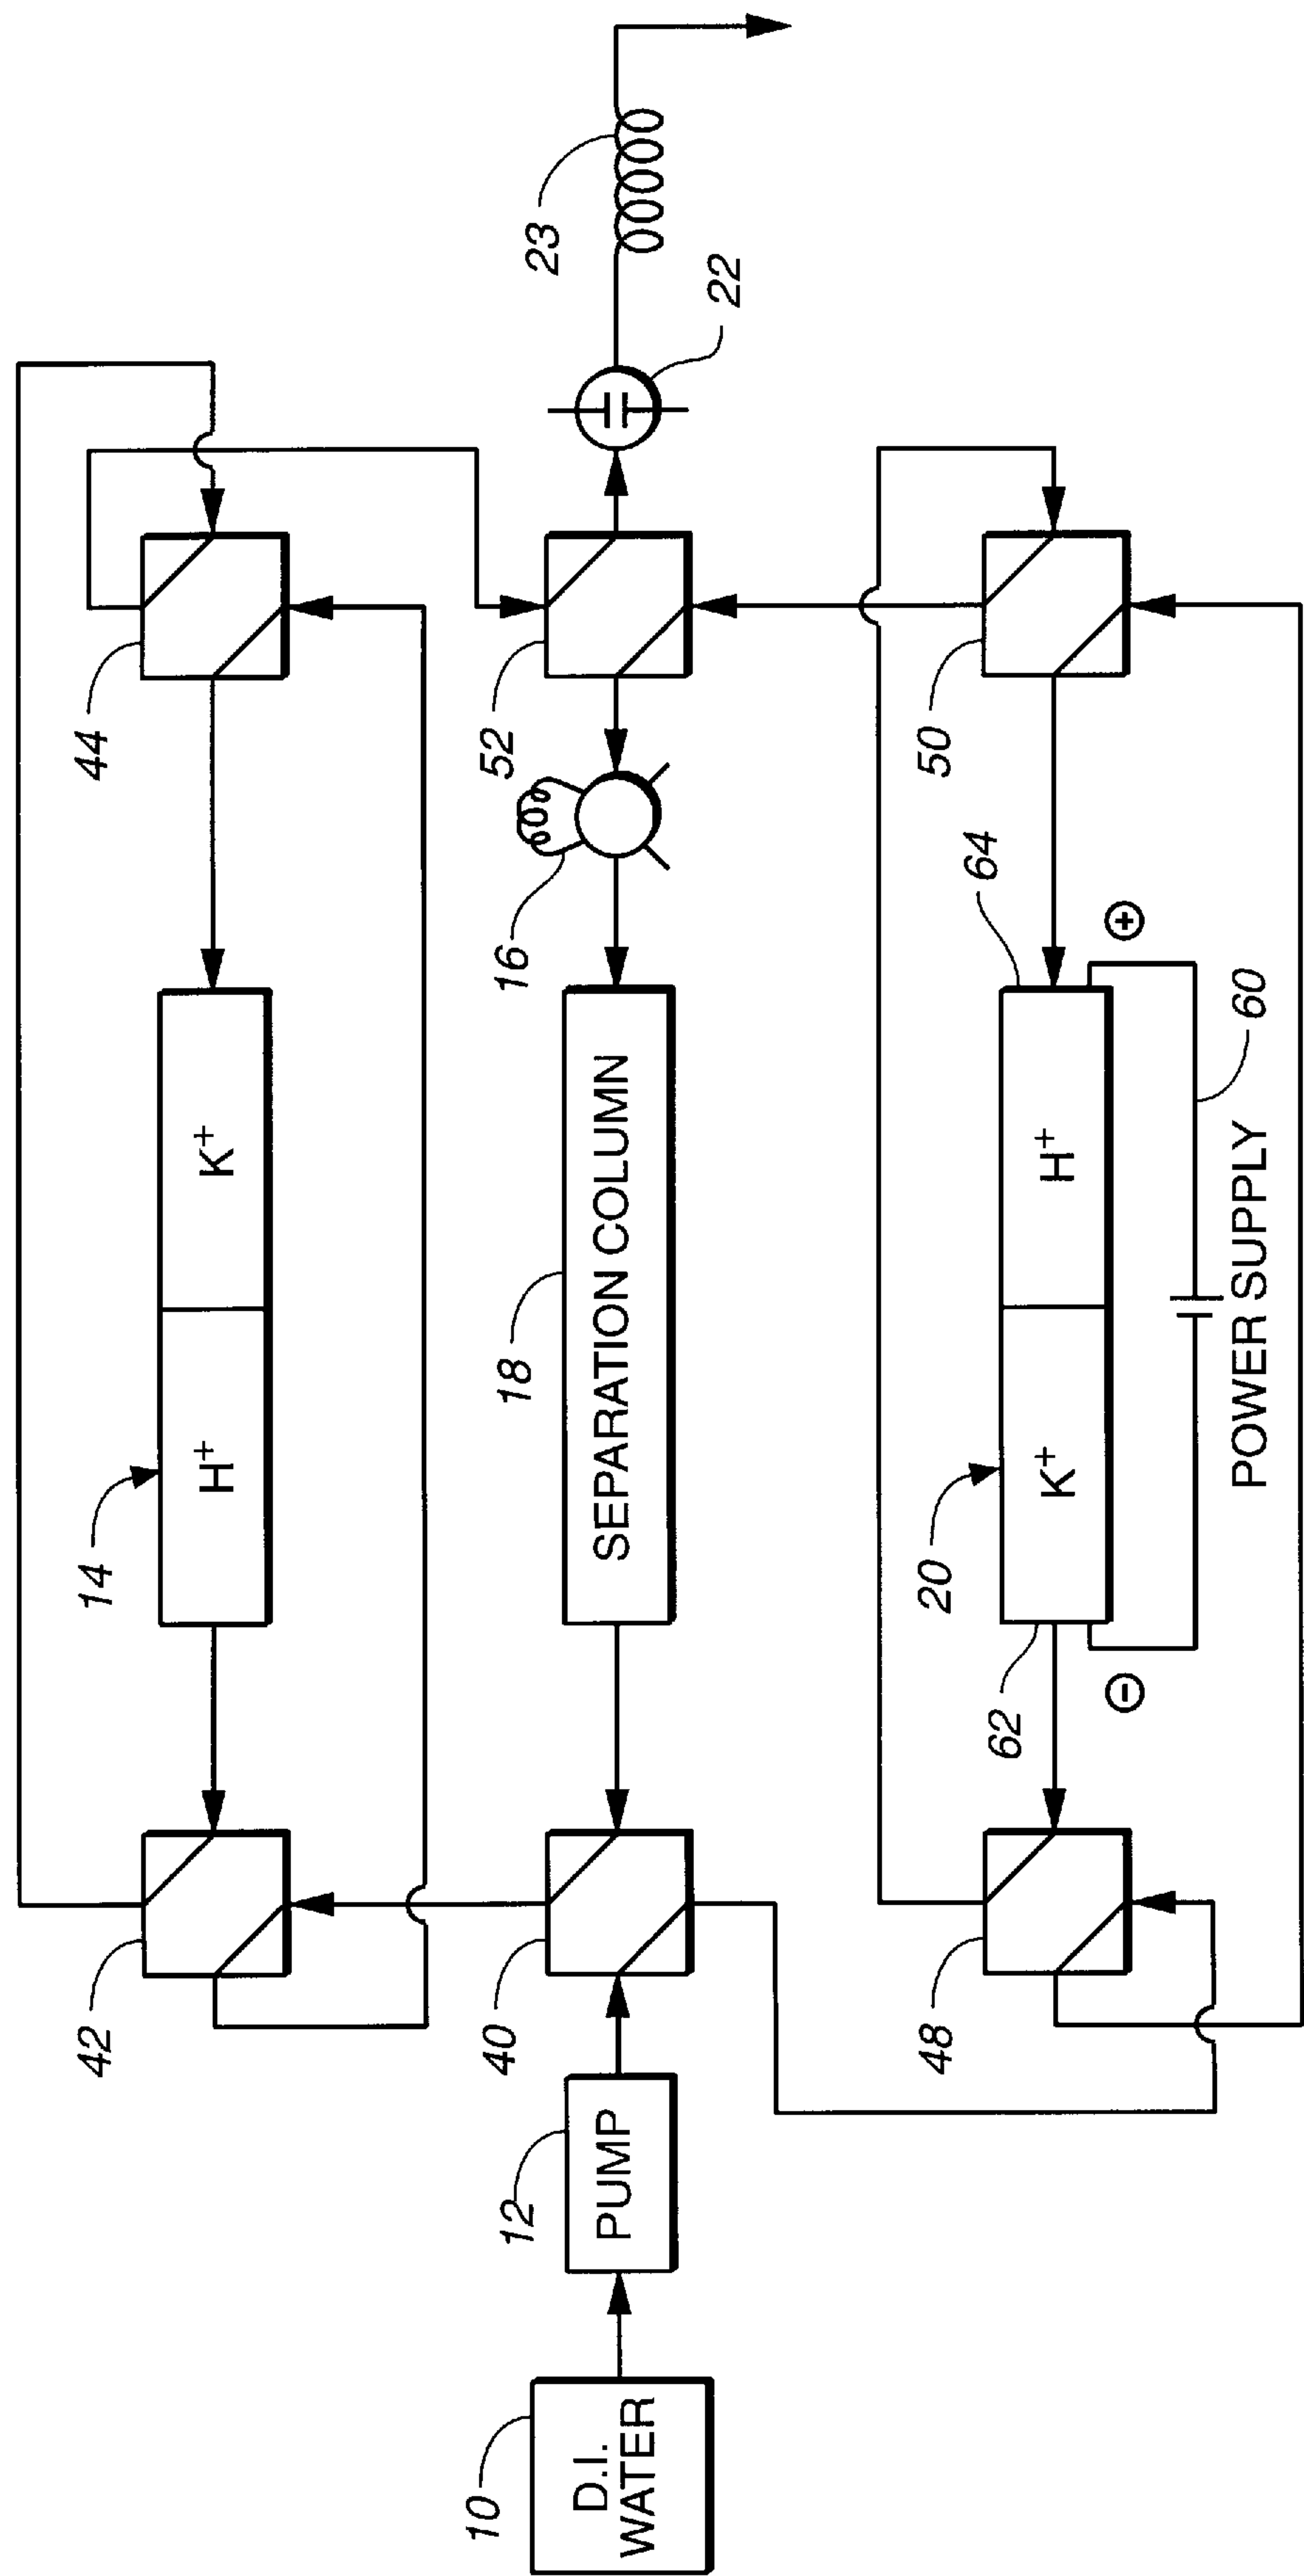 14
H⁺
K⁺
42
44
10
D.I.
WATER
12
PUMP
40
18
SEPARATION COLUMN
16
52
22
23
48
62
20
K⁺
H⁺
64
50
⊖
⊕
60
POWER SUPPLY